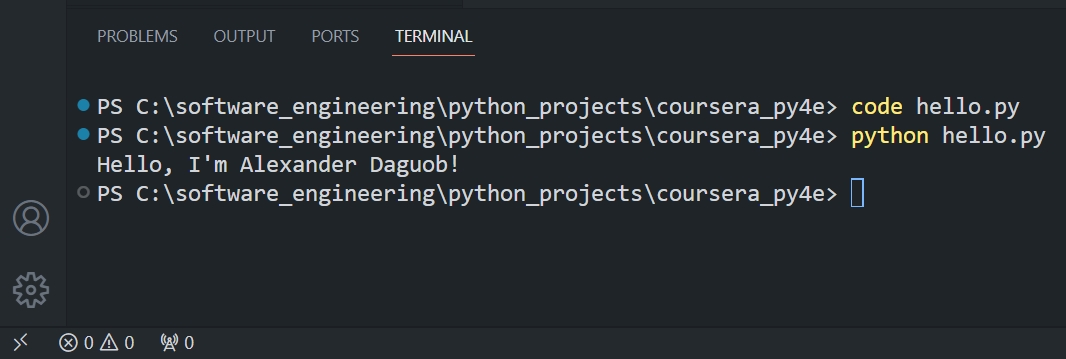 PROBLEMS OUTPUT PORTS TERMINAL
PS C:\software_engineering\python_projects\coursera_py4e> code hello.py
PS C:\software_engineering\python_projects\coursera_py4e> python hello.py
Hello, I'm Alexander Daguob!
PS C:\software_engineering\python_projects\coursera_py4e>
0 0 0